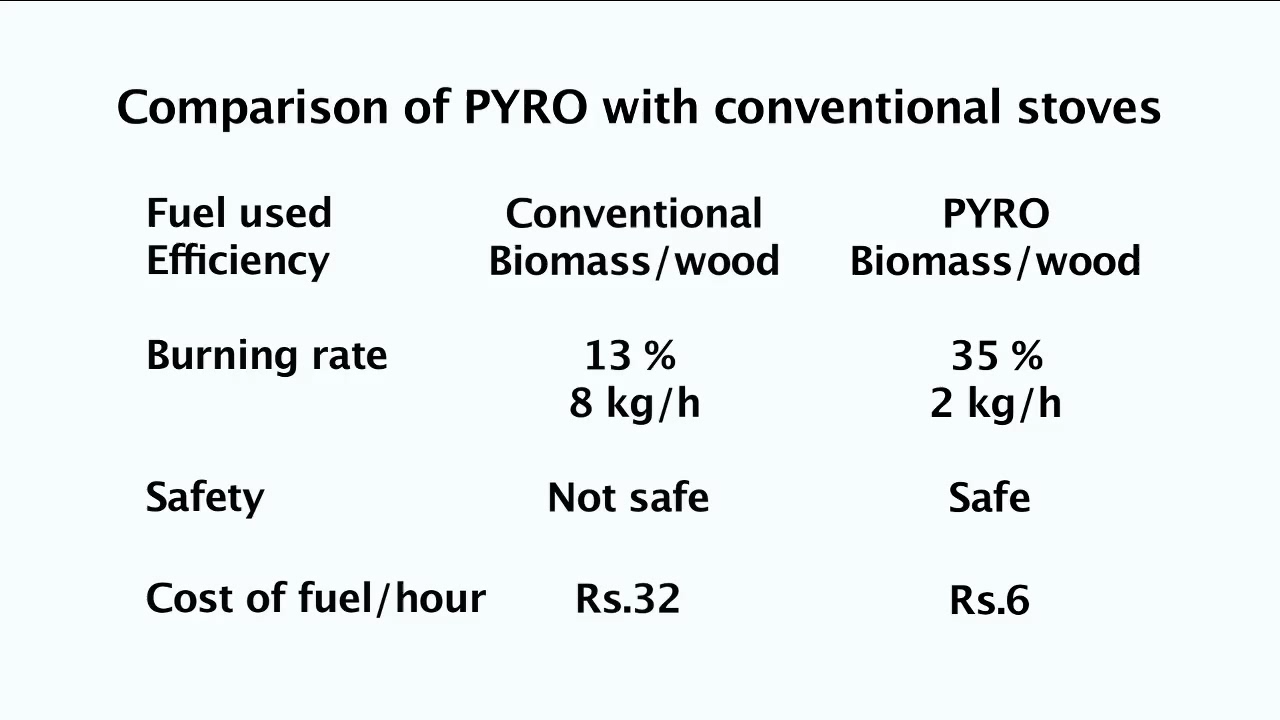 Comparison of PYRO with conventional stoves
Fuel used Conventional PYRO
Efficiency Biomass/wood Biomass/wood
Burning rate 13 % 35 %
8 kg/h 2 kg/h
Safety Not safe Safe
Cost of fuel/hour Rs.32 Rs.6